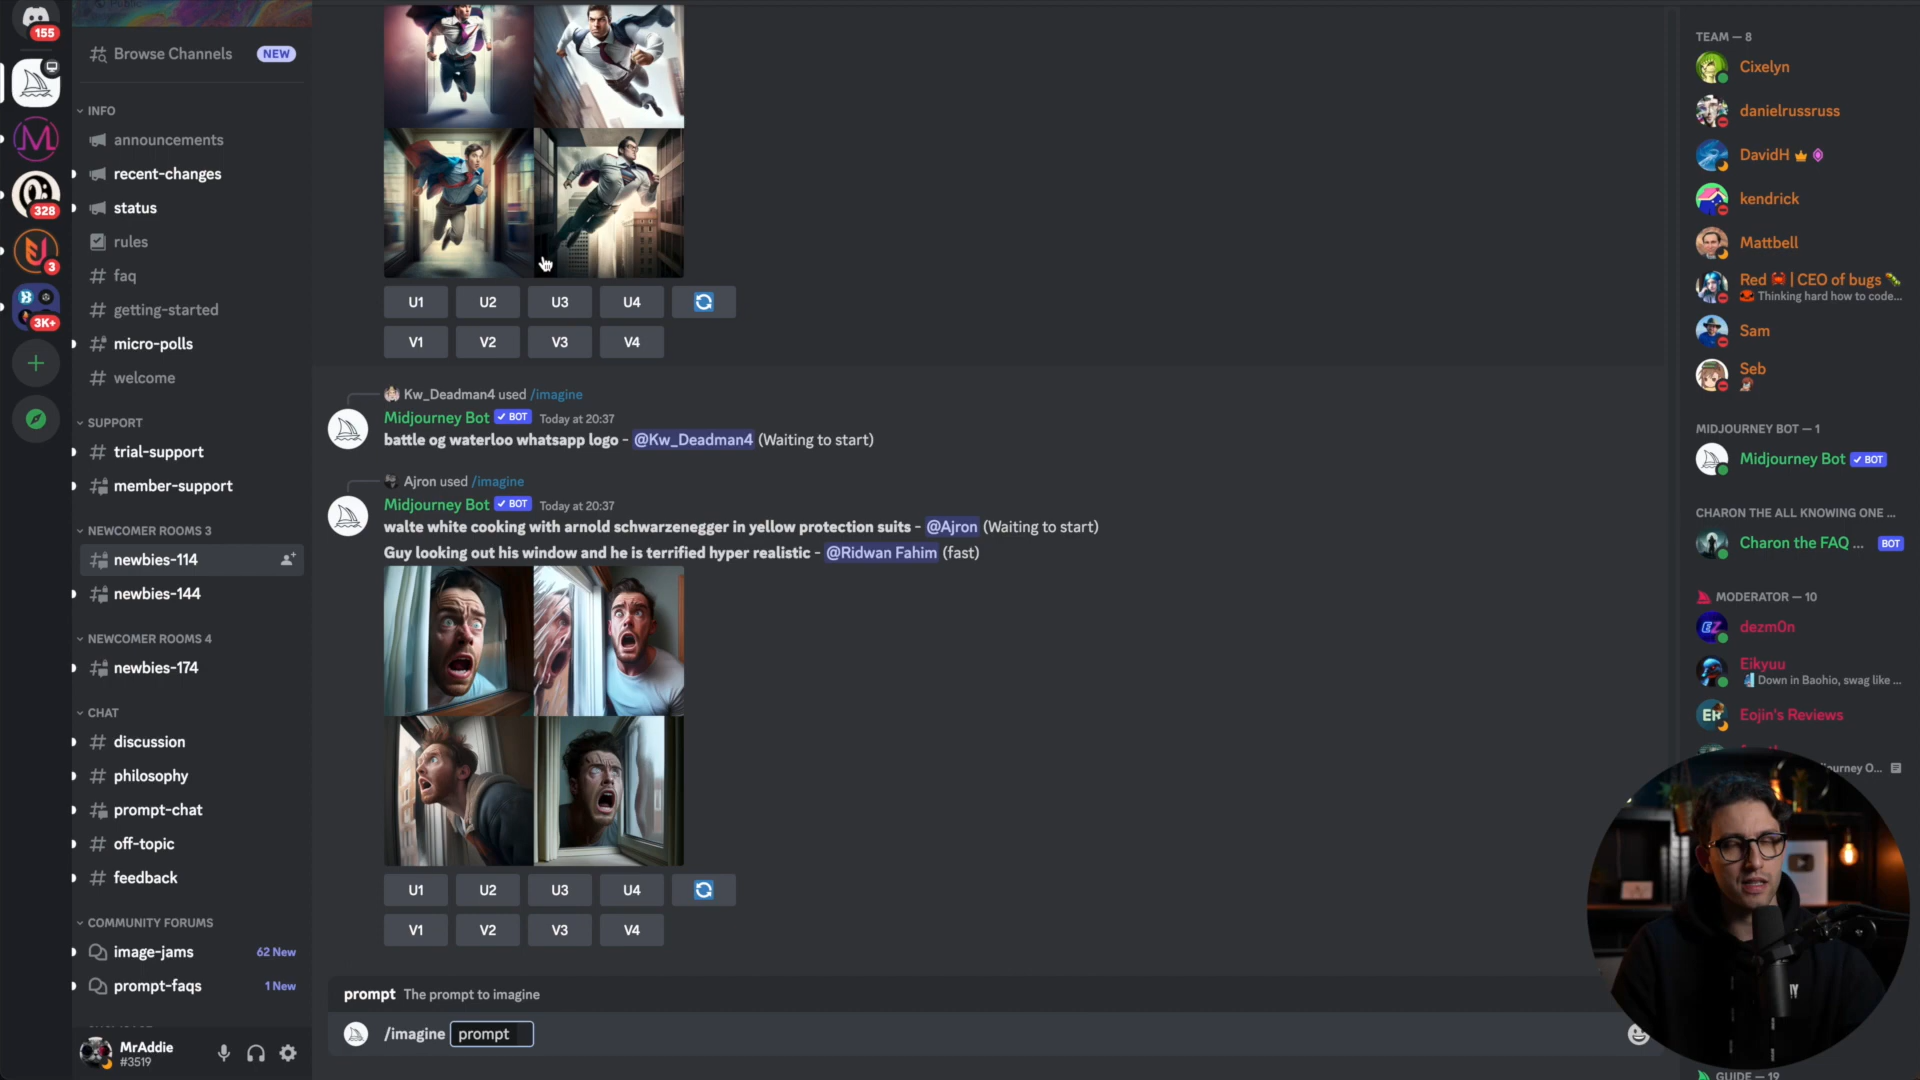 155
328
3
3K+
Public
Browse Channels NEW
INFO
announcements
recent-changes
status
rules
faq
getting-started
micro-polls
welcome
SUPPORT
trial-support
member-support
NEWCOMER ROOMS 3
newbies-114
newbies-144
NEWCOMER ROOMS 4
newbies-174
CHAT
discussion
philosophy
prompt-chat
off-topic
feedback
COMMUNITY FORUMS
image-jams 62 New
prompt-faqs 1 New
MrAddie
#3519
U1 U2 U3 U4
V1 V2 V3 V4
Kw_Deadman4 used /imagine
Midjourney Bot ✓ BOT Today at 20:37
battle og waterloo whatsapp logo - @Kw_Deadman4 (Waiting to start)
Ajron used /imagine
Midjourney Bot ✓ BOT Today at 20:37
walte white cooking with arnold schwarzenegger in yellow protection suits - @Ajron (Waiting to start)
Guy looking out his window and he is terrified hyper realistic - @Ridwan Fahim (fast)
U1 U2 U3 U4
V1 V2 V3 V4
prompt The prompt to imagine
/imagine prompt
TEAM — 8
Cixelyn
danielrussruss
DavidH
kendrick
Mattbell
Red 🦀 | CEO of bugs 🐛
Thinking hard how to code...
Sam
Seb
MIDJOURNEY BOT — 1
Midjourney Bot ✓ BOT
CHARON THE ALL KNOWING ONE ...
Charon the FAQ ... BOT
MODERATOR — 10
dezm0n
Eikyuu
Down in Baohio, swag like ...
Eojin's Reviews
journey O...
GUIDE — 19